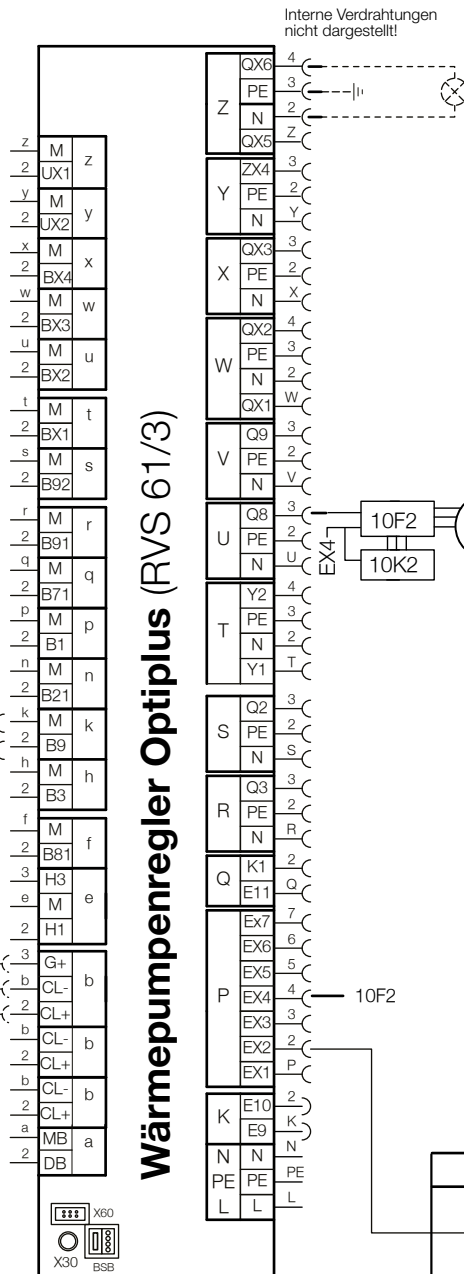 Interne Verdrahtungen
nicht dargestellt!
Wärmepumpenregler Optiplus (RVS 61/3)
z M z
2 UX1
y M y
2 UX2
x M x
2 BX4
w M w
2 BX3
u M u
2 BX2
t M t
2 BX1
s M s
2 B92
r M r
2 B91
q M q
2 B71
p M p
2 B1
n M n
2 B21
k M k
2 B9
h M h
2 B3
f M f
2 B81
3 H3
e M e
2 H1
3 G+
b CL- b
2 CL+
b CL- b
2 CL+
b CL- b
2 CL+
a MB a
2 DB
X60
X30 BSB
QX6 4
PE 3
Z N 2
QX5 Z
ZX4 3
Y PE 2
N Y
QX3 3
X PE 2
N X
QX2 4
PE 3
W N 2
QX1 W
Q9 3
V PE 2
N V
Q8 3
U PE 2
N U
EX4
10F2
10K2
Y2 4
PE 3
T N 2
Y1 T
Q2 3
S PE 2
N S
Q3 3
R PE 2
N R
K1 2
Q E11 Q
Ex7 7
EX6 6
EX5 5
P EX4 4 10F2
EX3 3
EX2 2
EX1 P
K E10 2
E9 K
N N N
PE PE PE
L L L